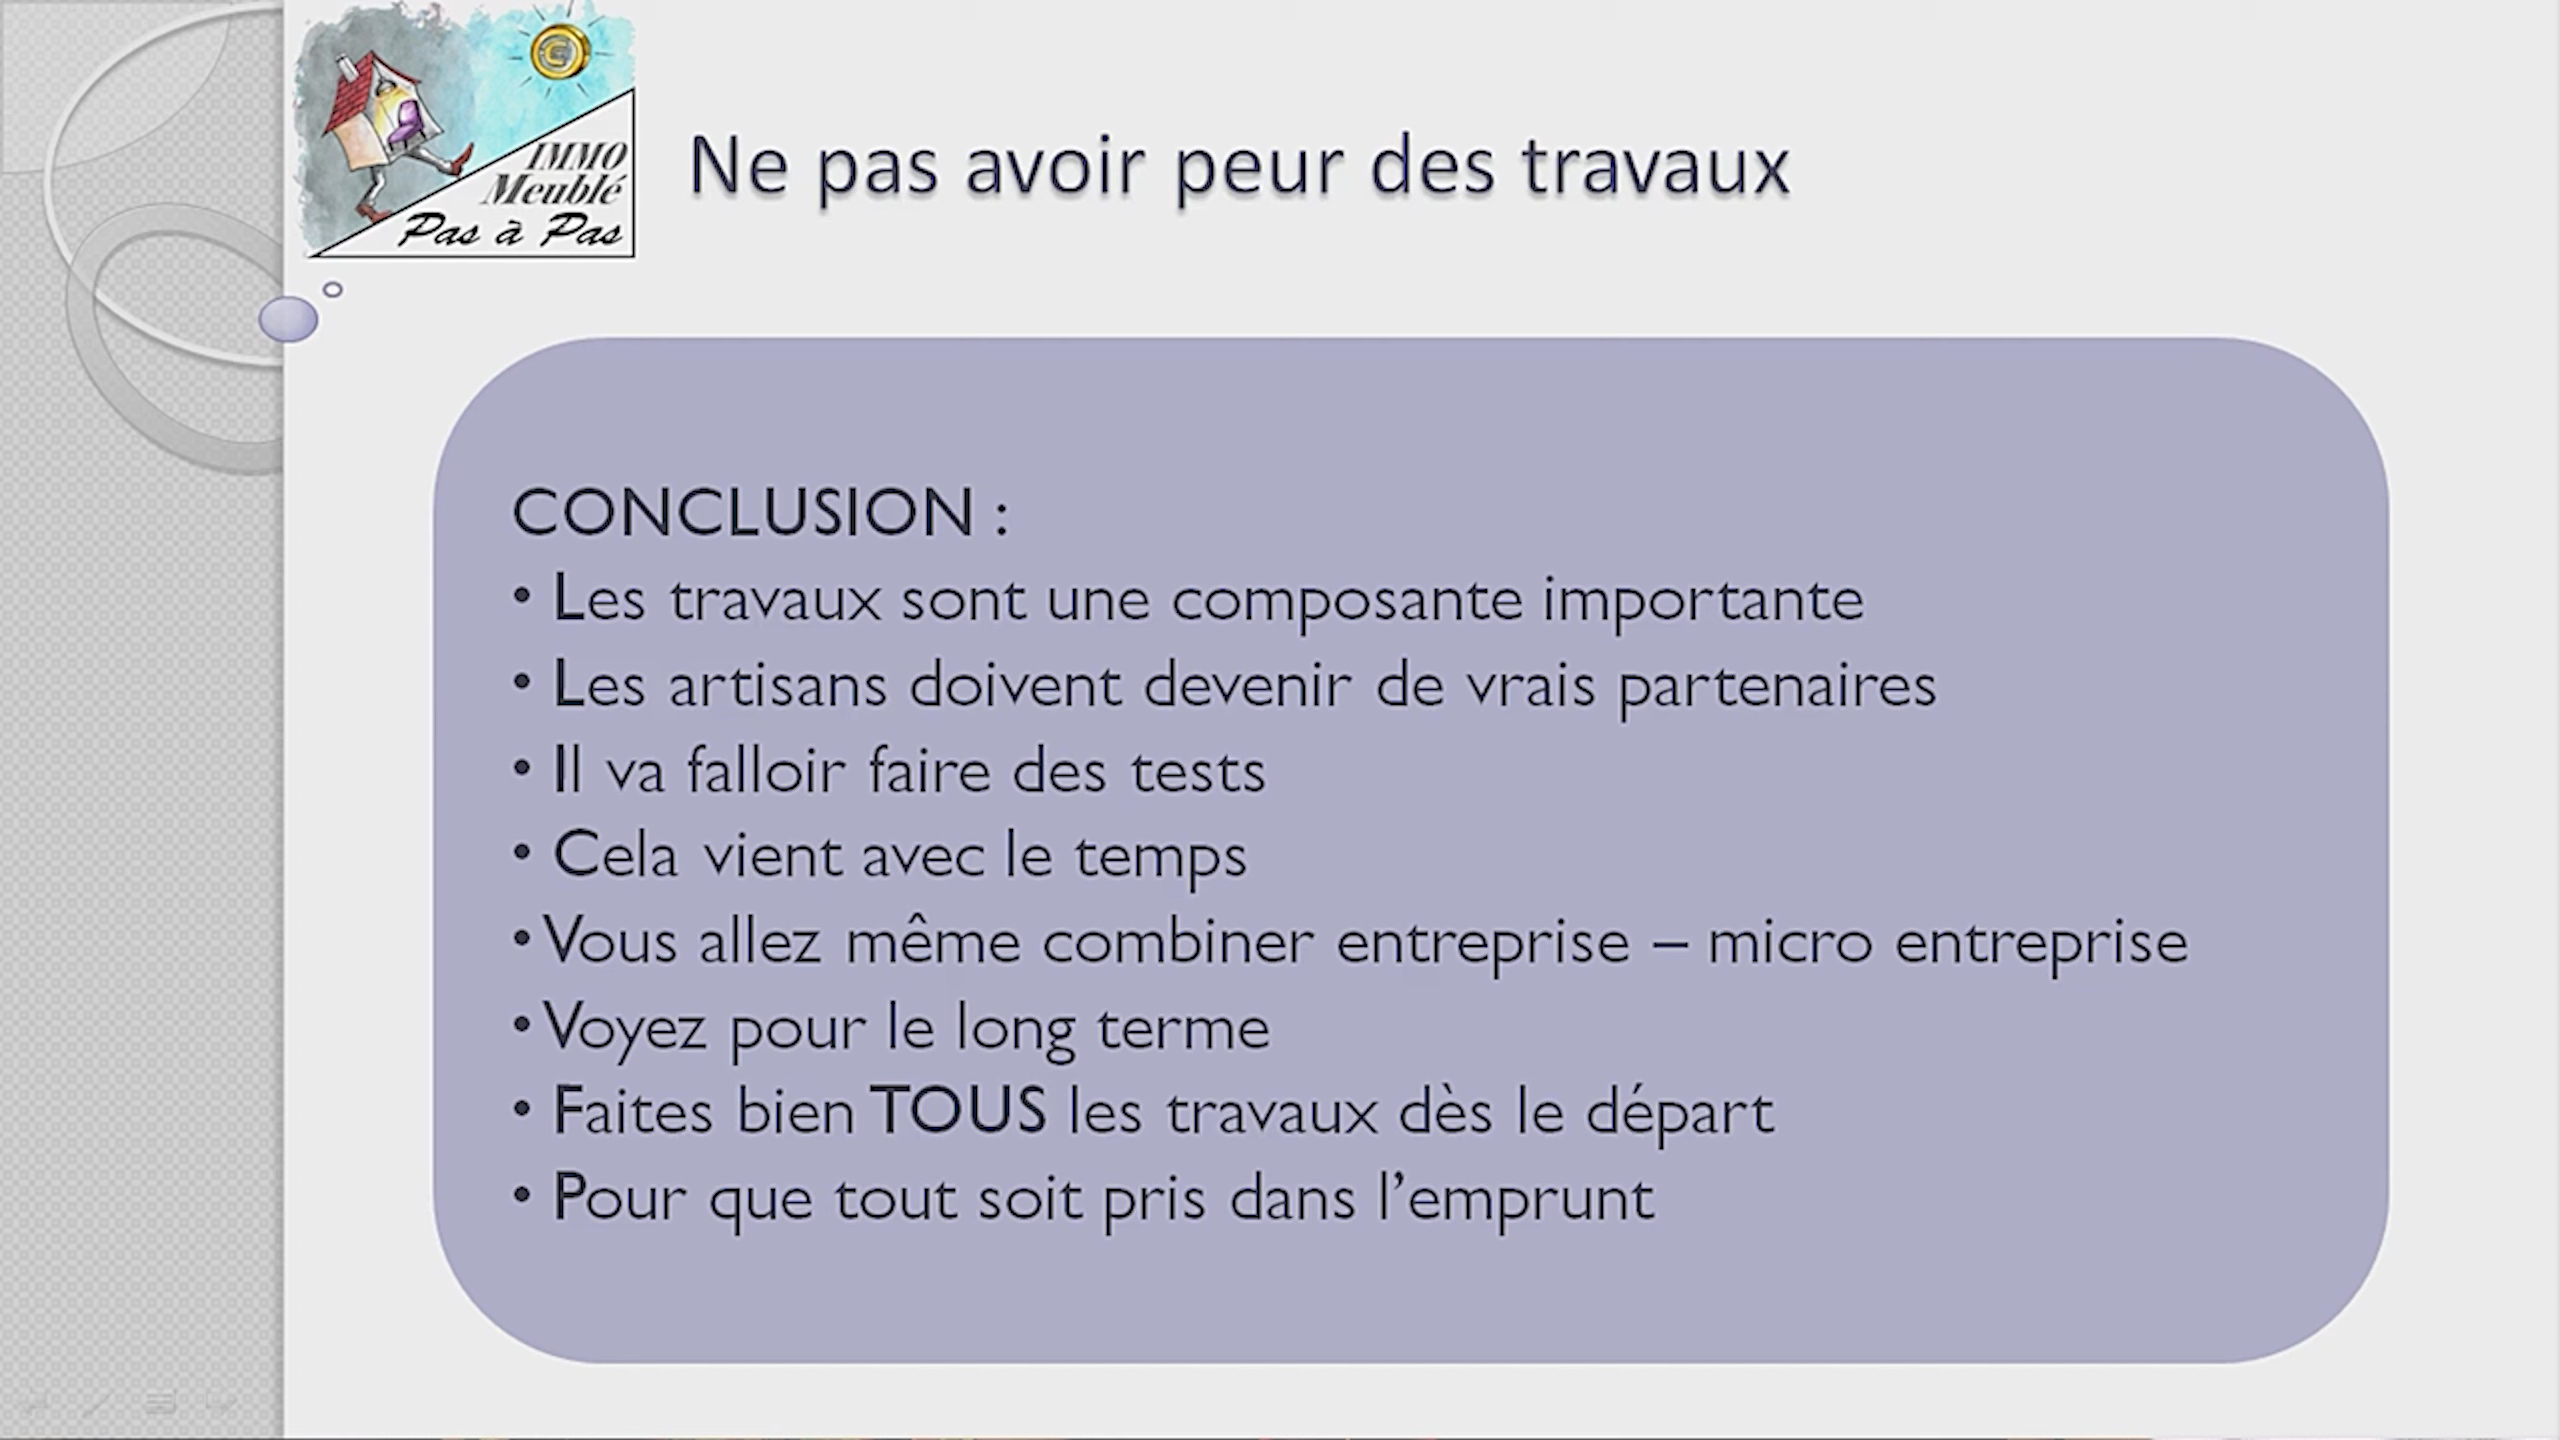 IMMO
Meublé
Pas à Pas
Ne pas avoir peur des travaux
CONCLUSION :
• Les travaux sont une composante importante
• Les artisans doivent devenir de vrais partenaires
• Il va falloir faire des tests
• Cela vient avec le temps
• Vous allez même combiner entreprise – micro entreprise
• Voyez pour le long terme
• Faites bien TOUS les travaux dès le départ
• Pour que tout soit pris dans l’emprunt